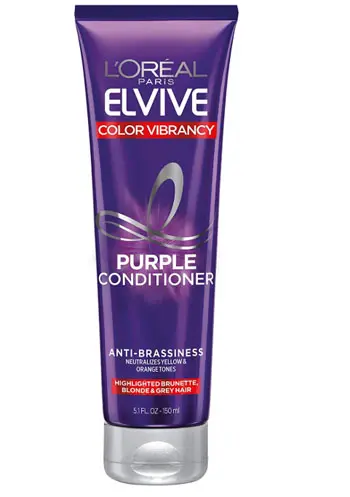 L'ORÉAL
PARIS
ELVIVE
COLOR VIBRANCY
PURPLE
CONDITIONER
ANTI-BRASSINESS
NEUTRALIZES YELLOW &
ORANGE TONES
HIGHLIGHTED BRUNETTE,
BLONDE & GREY HAIR
5.1 FL. OZ - 150 ml